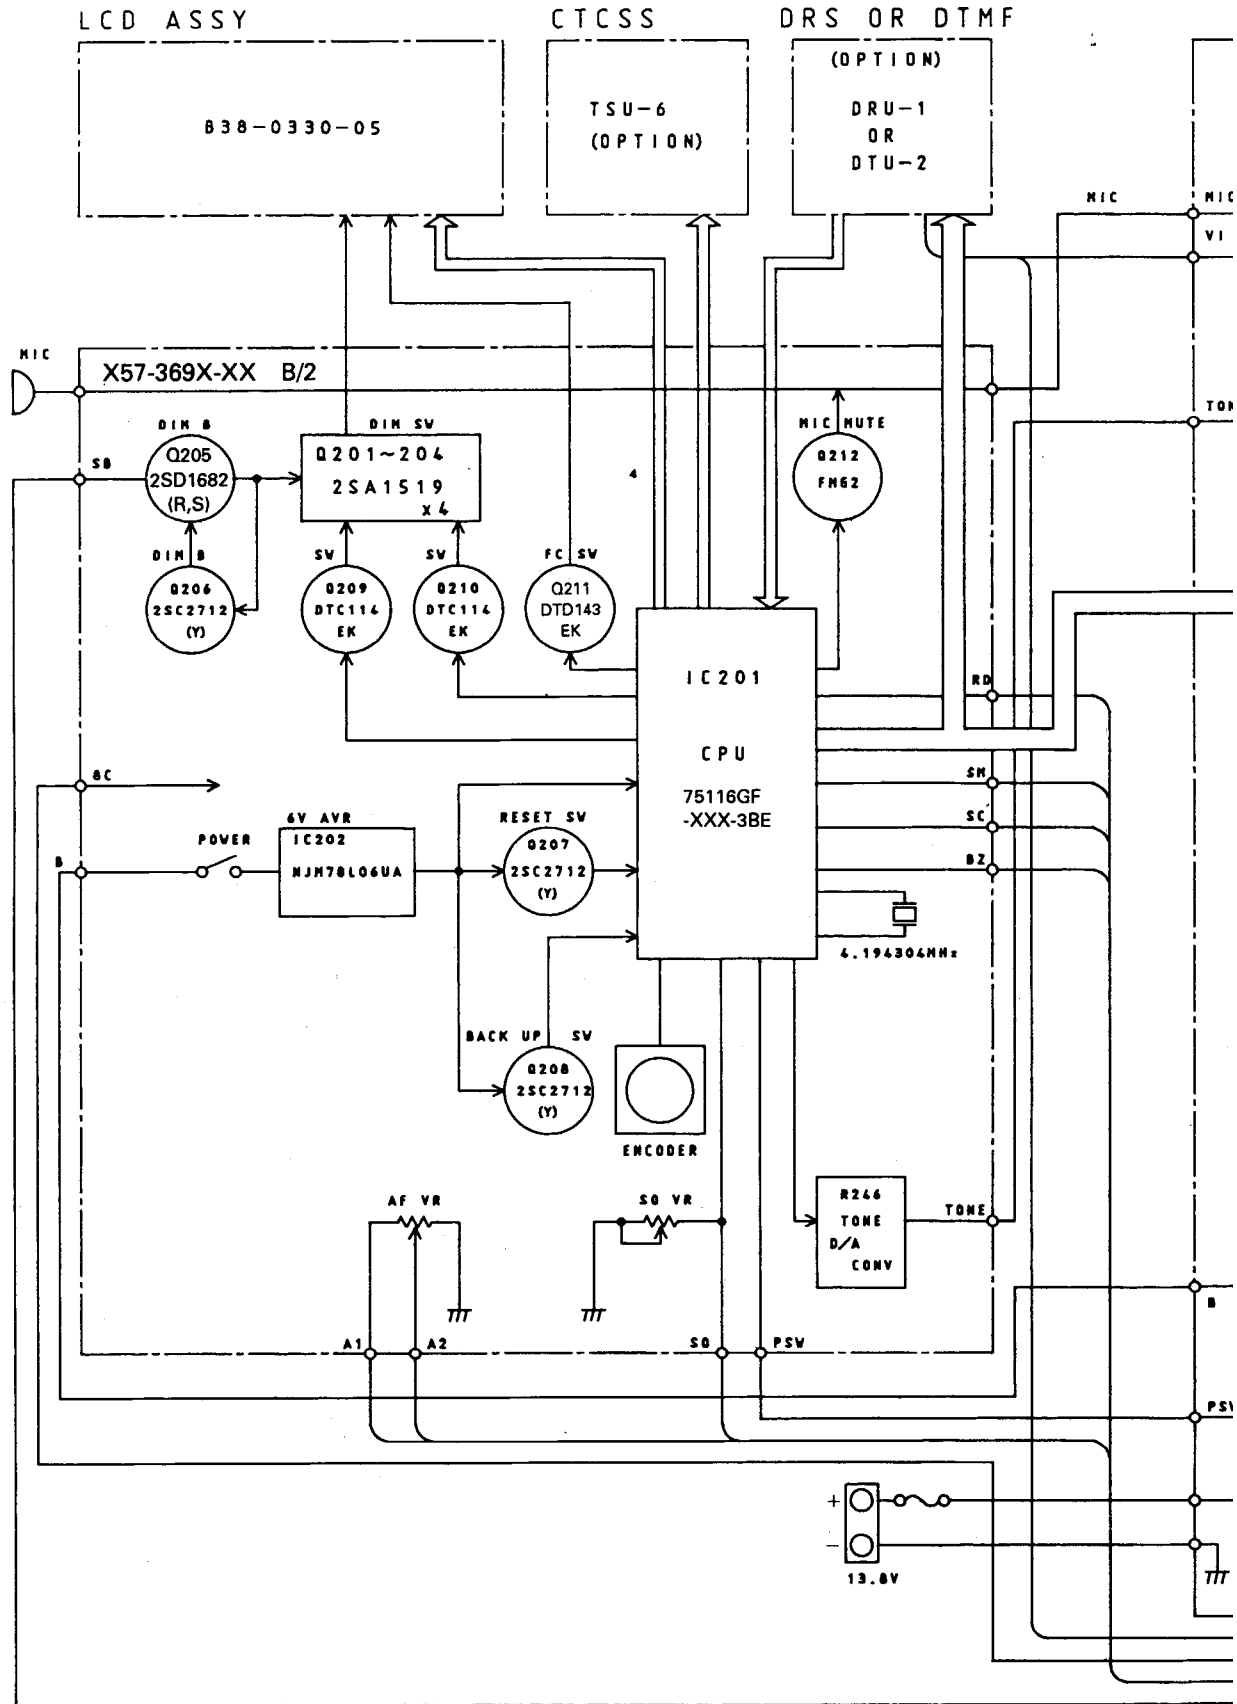 LCD ASSY
CTCSS
DRS OR DTMF
B38-0330-05
TSU-6
(OPTION)
(OPTION)
DRU-1
OR
DTU-2
MIC
MIC
VI
MIC
X57-369X-XX B/2
TON
DIM B
Q205
2SD1682
(R,S)
SB
DIM SW
Q201~204
2SA1519
x4
4
MIC MUTE
Q212
FMG2
DIM B
Q206
2SC2712
(Y)
SW
Q209
DTC114
EK
SW
Q210
DTC114
EK
FC SW
Q211
DTD143
EK
IC201
CPU
75116GF
-XXX-3BE
RD
SM
SC
BZ
4.194304MHz
8C
B
POWER
6V AVR
IC202
NJM78L06UA
RESET SW
Q207
2SC2712
(Y)
BACK UP SW
Q208
2SC2712
(Y)
ENCODER
AF VR
SQ VR
R246
TONE
D/A
CONV
TONE
A1
A2
SQ
PSW
B
PSW
+
-
13.8V